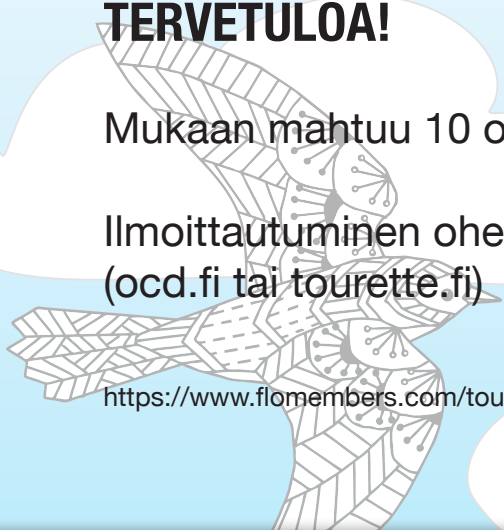 TERVETULOA!
Mukaan mahtuu 10 o
Ilmoittautuminen ohe
(ocd.fi tai tourette.fi)
https://www.flomembers.com/tou